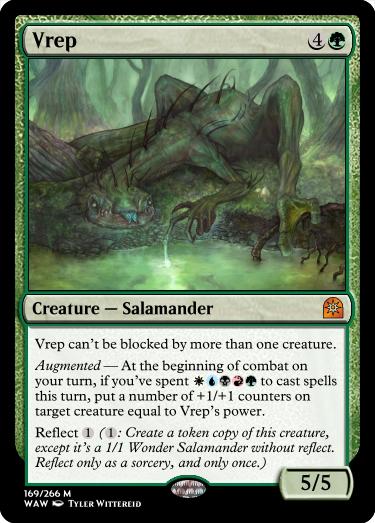 Vrep 4
Creature — Salamander
Vrep can't be blocked by more than one creature.
Augmented — At the beginning of combat on
your turn, if you've spent to cast spells
this turn, put a number of +1/+1 counters on
target creature equal to Vrep's power.
Reflect 1 (1: Create a token copy of this creature,
except it's a 1/1 Wonder Salamander without reflect.
Reflect only as a sorcery, and only once.)
5/5
169/266 M
WAW Tyler Wittereid